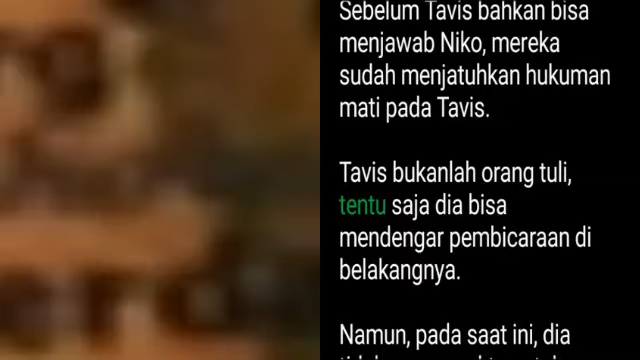 Sebelum Tavis bahkan bisa
menjawab Niko, mereka
sudah menjatuhkan hukuman
mati pada Tavis.
Tavis bukanlah orang tuli,
tentu saja dia bisa
mendengar pembicaraan di
belakangnya.
Namun, pada saat ini, dia